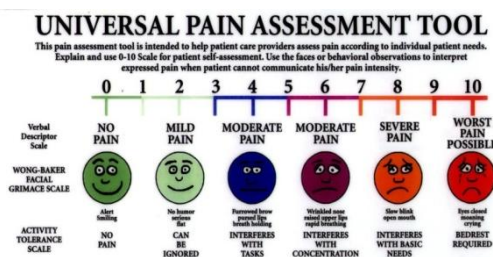 UNIVERSAL PAIN ASSESSMENT TOOL
This pain assessment tool is intended to help patient care providers assess pain according to individual patient needs.
Explain and use 0-10 Scale for patient self-assessment. Use the faces or behavioral observations to interpret
expressed pain when patient cannot communicate his/her pain intensity.
0 1 2 3 4 5 6 7 8 9 10
Verbal
Descriptor
Scale
NO
PAIN
MILD
PAIN
MODERATE
PAIN
MODERATE
PAIN
SEVERE
PAIN
WORST
PAIN
POSSIBLE
WONG-BAKER
FACIAL
GRIMACE SCALE
Alert
Smiling
No humor
serious
flat
Furrowed brow
pursed lips
breath holding
Wrinkled nose
raised upper lips
rapid breathing
Slow blink
open mouth
Eyes closed
moaning
crying
ACTIVITY
TOLERANCE
SCALE
NO
PAIN
CAN
BE
IGNORED
INTERFERES
WITH
TASKS
INTERFERES
WITH
CONCENTRATION
INTERFERES
WITH BASIC
NEEDS
BEDREST
REQUIRED